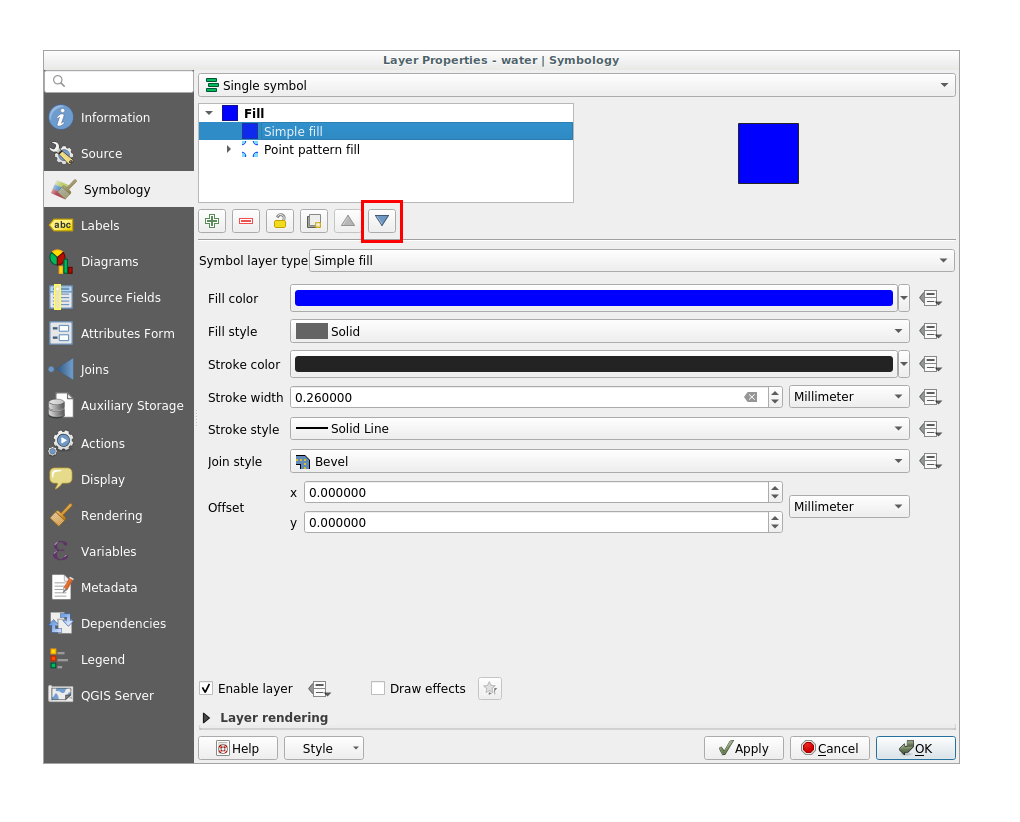 Layer Properties - water | Symbology
Information
Source
Symbology
Labels
Diagrams
Source Fields
Attributes Form
Joins
Auxiliary Storage
Actions
Display
Rendering
Variables
Metadata
Dependencies
Legend
QGIS Server
abc
Single symbol
Fill
Simple fill
Point pattern fill
Symbol layer type Simple fill
Fill color
Fill style Solid
Stroke color
Stroke width 0.260000 Millimeter
Stroke style Solid Line
Join style Bevel
Offset
x 0.000000
y 0.000000
Millimeter
Enable layer Draw effects
Layer rendering
Help Style Apply Cancel OK